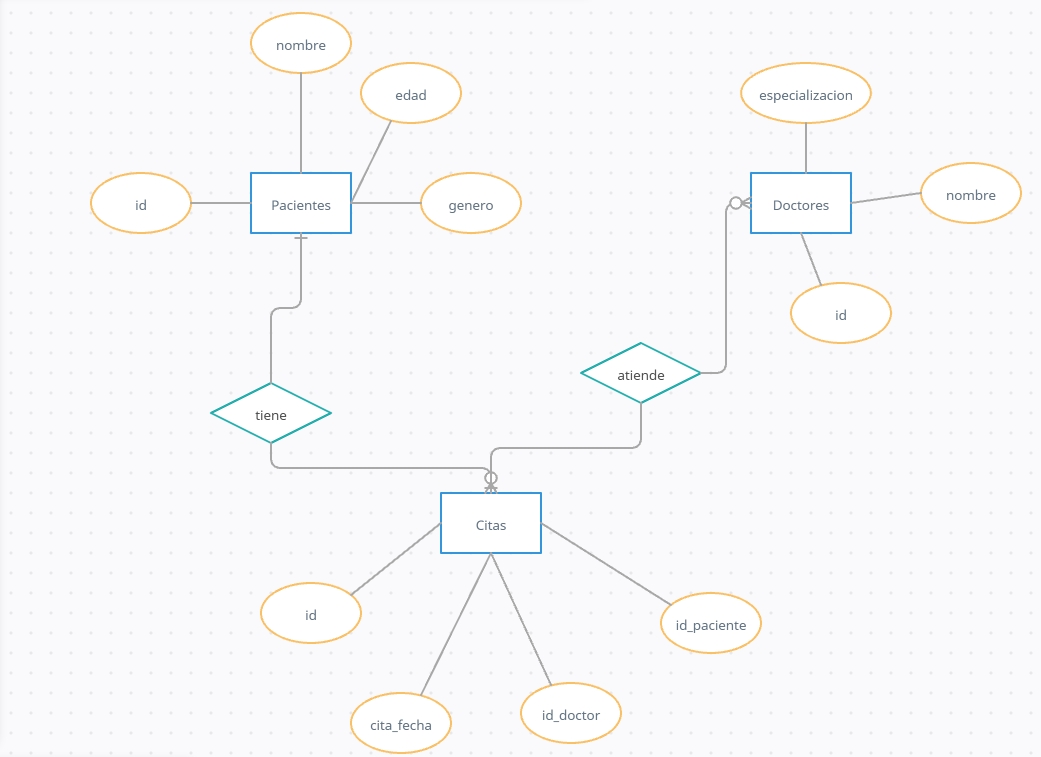 nombre
edad
especializacion
id
Pacientes
genero
Doctores
nombre
id
atiende
tiene
Citas
id
id_paciente
cita_fecha
id_doctor